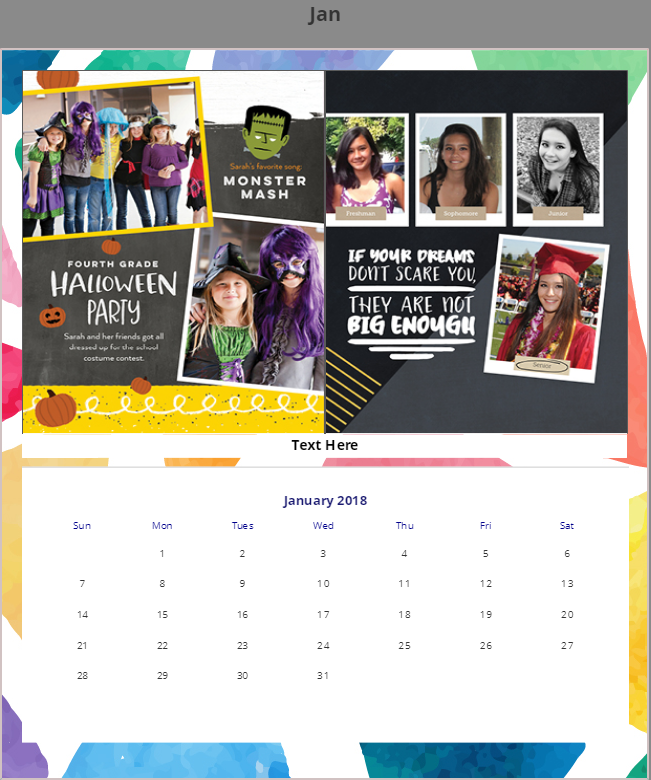 Jan
Sarah's favorite song:
MONSTER
MASH
FOURTH GRADE
HALLOWEEN
PARTY
Sarah and her friends got all
dressed up for the school
costume contest.
Freshman
Sophomore
Junior
IF YOUR DREAMS
DON'T SCARE YOU,
THEY ARE NOT
BIG ENOUGH
Senior
Text Here
January 2018
Sun Mon Tues Wed Thu Fri Sat
1 2 3 4 5 6
7 8 9 10 11 12 13
14 15 16 17 18 19 20
21 22 23 24 25 26 27
28 29 30 31